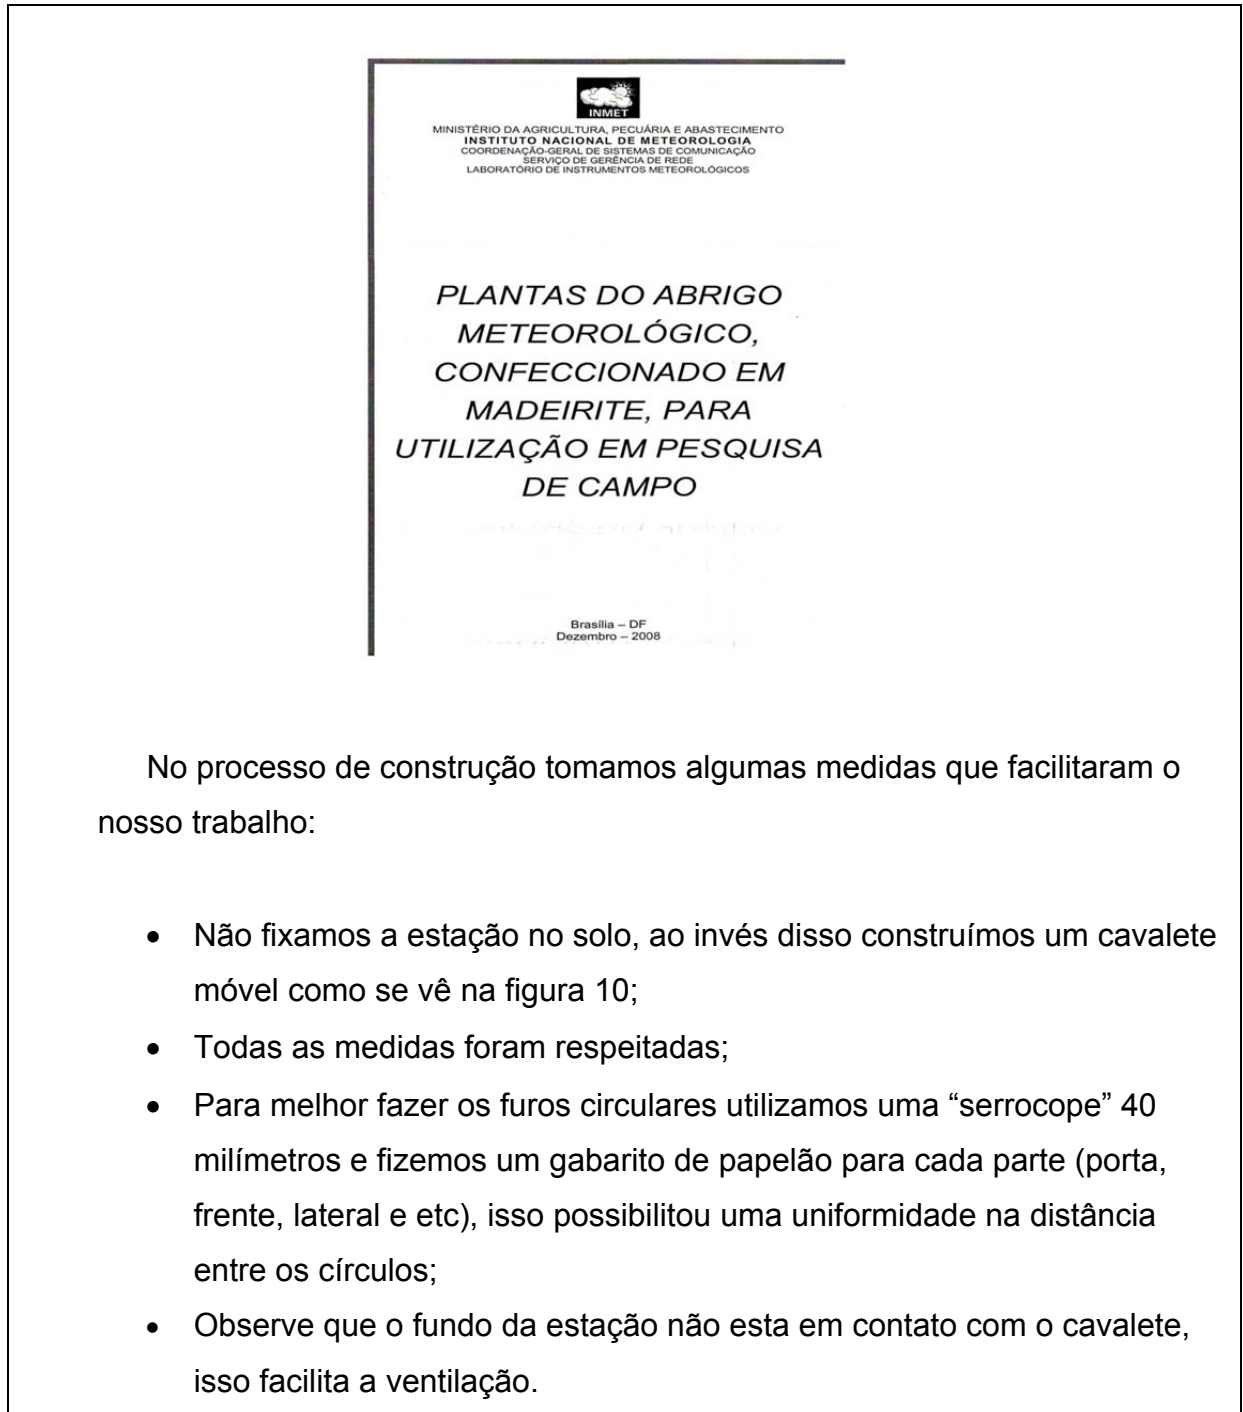 INMET
MINISTÉRIO DA AGRICULTURA, PECUÁRIA E ABASTECIMENTO
INSTITUTO NACIONAL DE METEOROLOGIA
COORDENAÇÃO-GERAL DE SISTEMAS DE COMUNICAÇÃO
SERVIÇO DE GERÊNCIA DE REDE
LABORATÓRIO DE INSTRUMENTOS METEOROLÓGICOS
PLANTAS DO ABRIGO
METEOROLÓGICO,
CONFECCIONADO EM
MADEIRITE, PARA
UTILIZAÇÃO EM PESQUISA
DE CAMPO
Brasília – DF
Dezembro – 2008
No processo de construção tomamos algumas medidas que facilitaram o
nosso trabalho:
• Não fixamos a estação no solo, ao invés disso construímos um cavalete
móvel como se vê na figura 10;
• Todas as medidas foram respeitadas;
• Para melhor fazer os furos circulares utilizamos uma “serrocope” 40
milímetros e fizemos um gabarito de papelão para cada parte (porta,
frente, lateral e etc), isso possibilitou uma uniformidade na distância
entre os círculos;
• Observe que o fundo da estação não esta em contato com o cavalete,
isso facilita a ventilação.